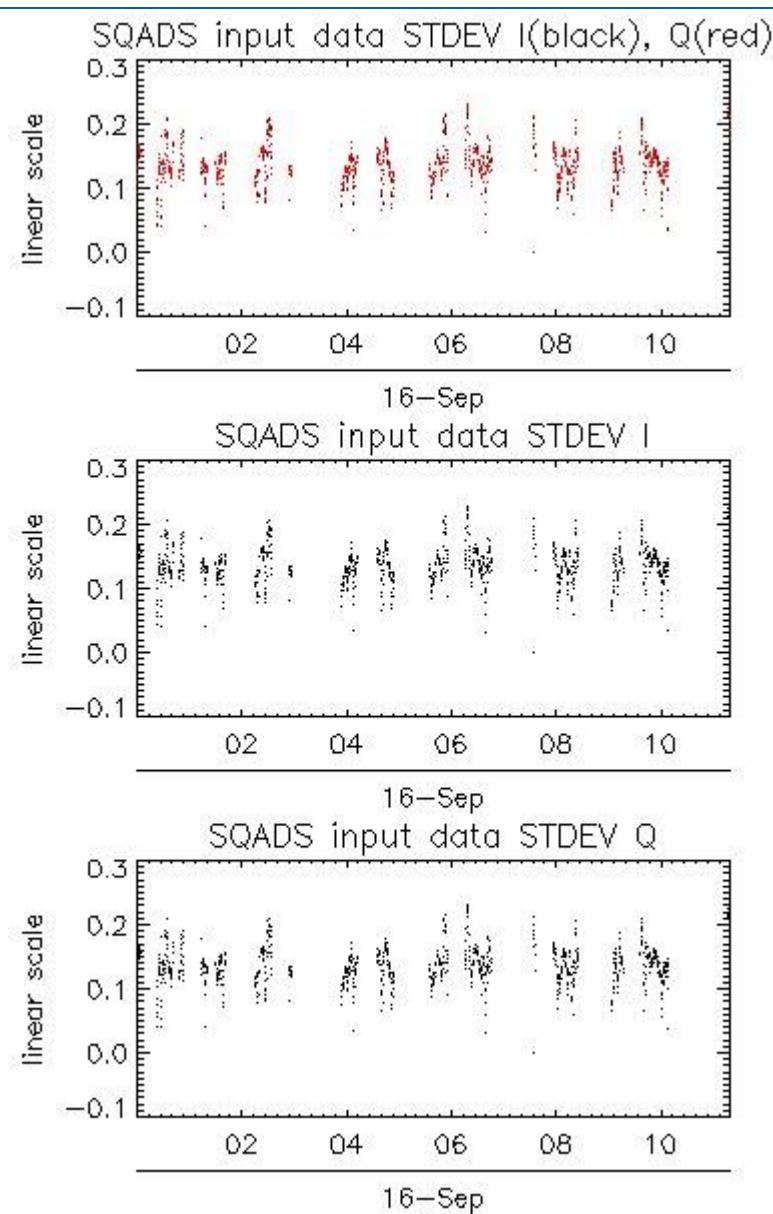 SQADS input data STDEV I(black), Q(red)
0.3
0.2
0.1
0.0
−0.1
linear scale
02 04 06 08 10
16−Sep
SQADS input data STDEV I
0.3
0.2
0.1
0.0
−0.1
linear scale
02 04 06 08 10
16−Sep
SQADS input data STDEV Q
0.3
0.2
0.1
0.0
−0.1
linear scale
02 04 06 08 10
16−Sep